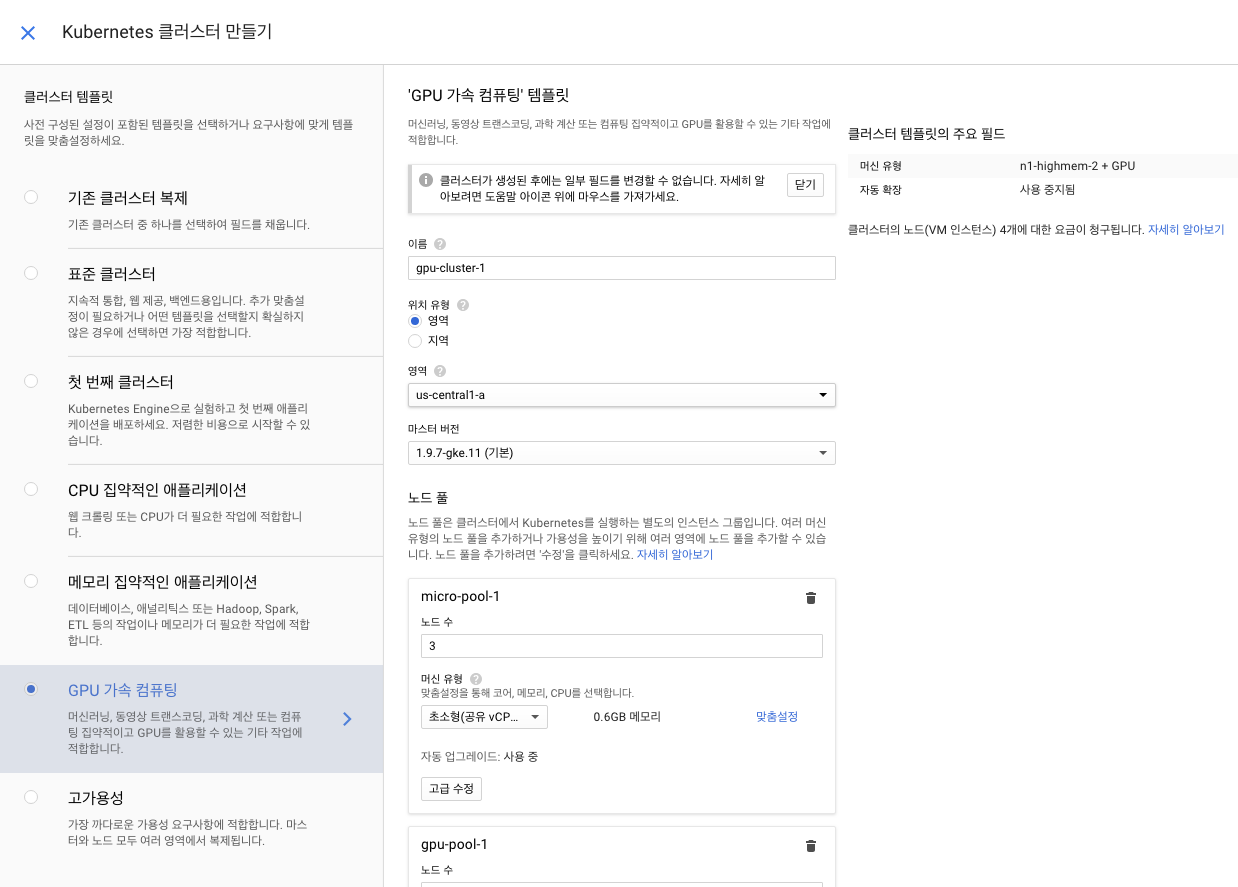 Kubernetes 클러스터 만들기
클러스터 템플릿
사전 구성된 설정이 포함된 템플릿을 선택하거나 요구사항에 맞게 템플
릿을 맞춤설정하세요.
기존 클러스터 복제
기존 클러스터 중 하나를 선택하여 필드를 채웁니다.
표준 클러스터
지속적 통합, 웹 제공, 백엔드용입니다. 추가 맞춤설
정이 필요하거나 어떤 템플릿을 선택할지 확실하지
않은 경우에 선택하면 가장 적합합니다.
첫 번째 클러스터
Kubernetes Engine으로 실험하고 첫 번째 애플리
케이션을 배포하세요. 저렴한 비용으로 시작할 수 있
습니다.
CPU 집약적인 애플리케이션
웹 크롤링 또는 CPU가 더 필요한 작업에 적합합니
다.
메모리 집약적인 애플리케이션
데이터베이스, 애널리틱스 또는 Hadoop, Spark,
ETL 등의 작업이나 메모리가 더 필요한 작업에 적합
합니다.
GPU 가속 컴퓨팅
머신러닝, 동영상 트랜스코딩, 과학 계산 또는 컴퓨
팅 집약적이고 GPU를 활용할 수 있는 기타 작업에
적합합니다.
고가용성
가장 까다로운 가용성 요구사항에 적합합니다. 마스
터와 노드 모두 여러 영역에서 복제됩니다.
'GPU 가속 컴퓨팅' 템플릿
머신러닝, 동영상 트랜스코딩, 과학 계산 또는 컴퓨팅 집약적이고 GPU를 활용할 수 있는 기타 작업에
적합합니다.
클러스터가 생성된 후에는 일부 필드를 변경할 수 없습니다. 자세히 알
아보려면 도움말 아이콘 위에 마우스를 가져가세요.
닫기
이름
gpu-cluster-1
위치 유형
영역
지역
영역
us-central1-a
마스터 버전
1.9.7-gke.11 (기본)
노드 풀
노드 풀은 클러스터에서 Kubernetes를 실행하는 별도의 인스턴스 그룹입니다. 여러 머신
유형의 노드 풀을 추가하거나 가용성을 높이기 위해 여러 영역에 노드 풀을 추가할 수 있습
니다. 노드 풀을 추가하려면 '수정'을 클릭하세요. 자세히 알아보기
micro-pool-1
노드 수
3
머신 유형
맞춤설정을 통해 코어, 메모리, CPU를 선택합니다.
초소형(공유 vCP... 0.6GB 메모리 맞춤설정
자동 업그레이드: 사용 중
고급 수정
gpu-pool-1
노드 수
클러스터 템플릿의 주요 필드
머신 유형 n1-highmem-2 + GPU
자동 확장 사용 중지됨
클러스터의 노드(VM 인스턴스) 4개에 대한 요금이 청구됩니다. 자세히 알아보기